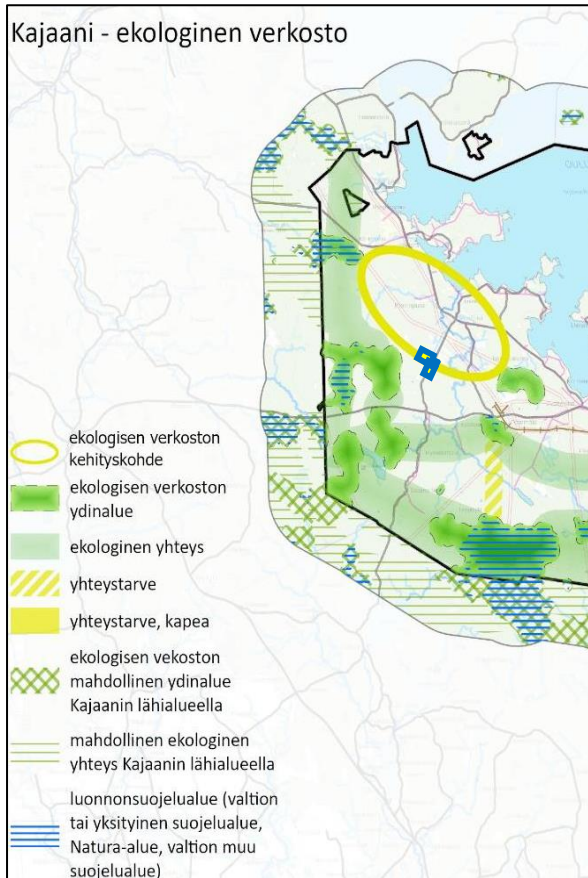 Kajaani - ekologinen verkosto
ekologisen verkoston
kehityskohde
ekologisen verkoston
ydinalue
ekologinen yhteys
yhteystarve
yhteystarve, kapea
ekologisen vekoston
mahdollinen ydinalue
Kajaanin lähialueella
mahdollinen ekologinen
yhteys Kajaanin lähialueella
luonnonsuojelualue (valtion
tai yksityinen suojelualue,
Natura-alue, valtion muu
suojelualue)